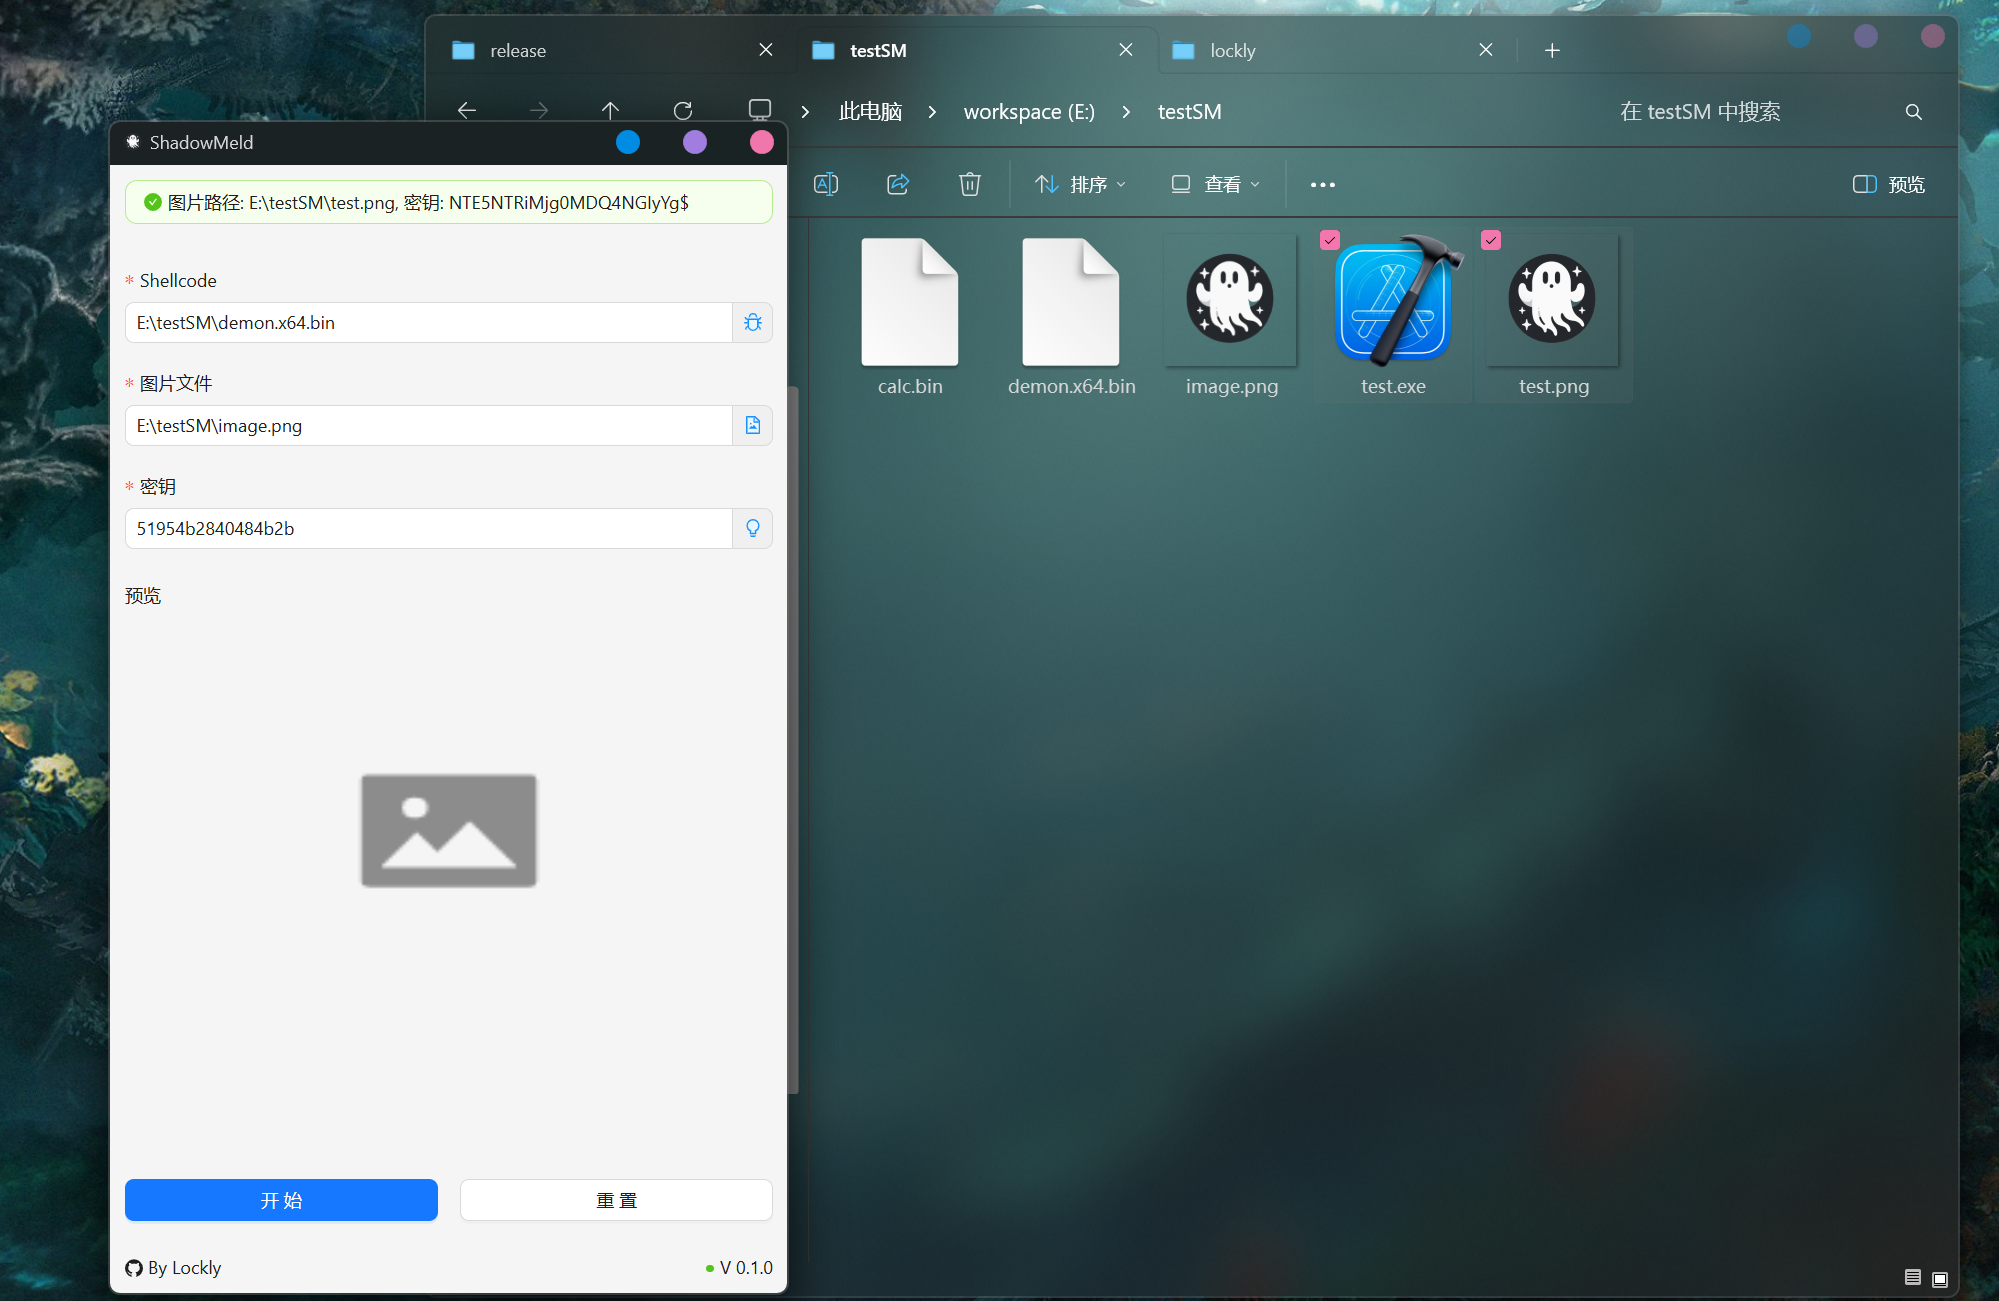 release
testSM
lockly
此电脑
workspace (E:)
testSM
在 testSM 中搜索
排序
查看
预览
calc.bin
demon.x64.bin
image.png
test.exe
test.png
ShadowMeld
图片路径: E:\testSM\test.png, 密钥: NTE5NTRiMjg0MDQ4NGIyYg$
* Shellcode
E:\testSM\demon.x64.bin
* 图片文件
E:\testSM\image.png
* 密钥
51954b2840484b2b
预览
开 始
重 置
By Lockly
V 0.1.0